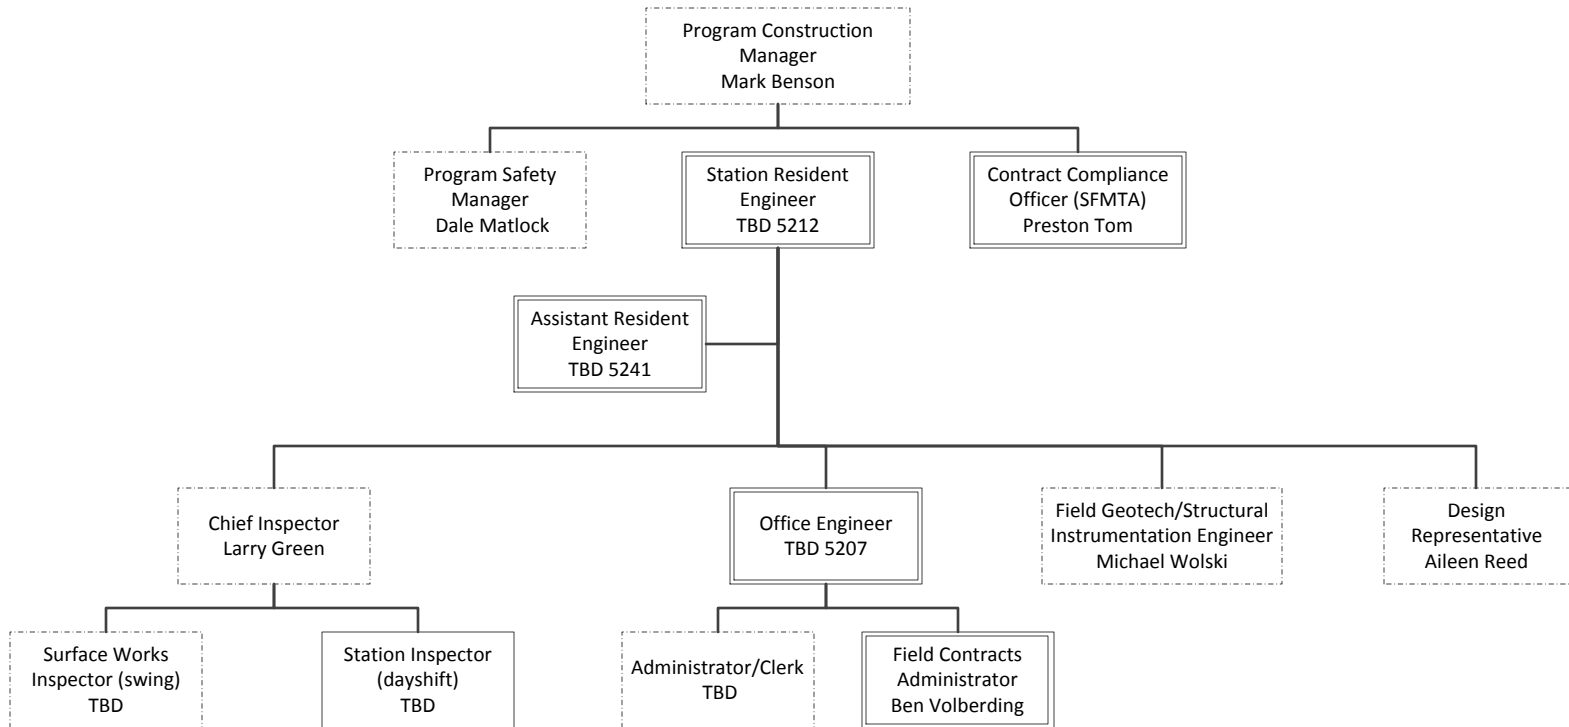 Program Construction
Manager
Mark Benson
Program Safety
Manager
Dale Matlock
Station Resident
Engineer
TBD 5212
Contract Compliance
Officer (SFMTA)
Preston Tom
Assistant Resident
Engineer
TBD 5241
Chief Inspector
Larry Green
Office Engineer
TBD 5207
Field Geotech/Structural
Instrumentation Engineer
Michael Wolski
Design
Representative
Aileen Reed
Surface Works
Inspector (swing)
TBD
Station Inspector
(dayshift)
TBD
Administrator/Clerk
TBD
Field Contracts
Administrator
Ben Volberding